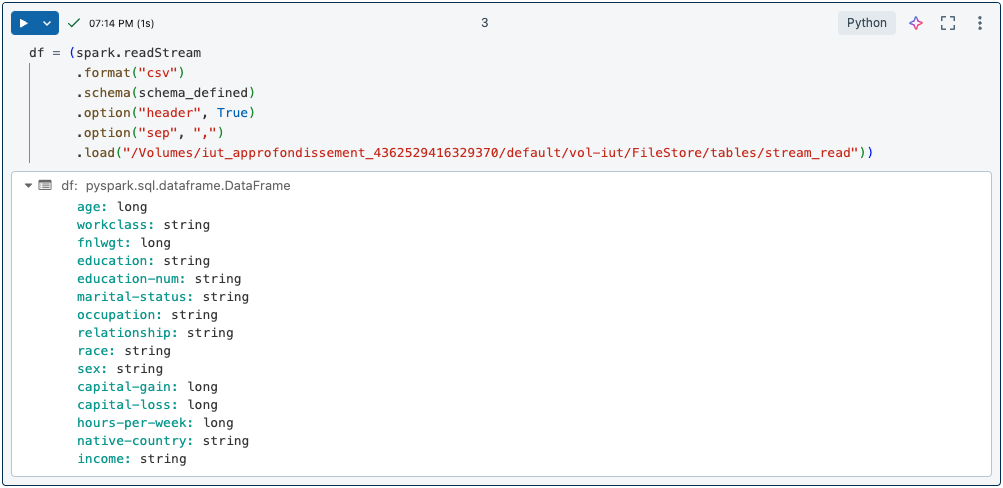 07:14 PM (1s)
3
Python
df = (spark.readStream
.format("csv")
.schema(schema_defined)
.option("header", True)
.option("sep", ",")
.load("/Volumes/iut_approfondissement_4362529416329370/default/vol-iut/FileStore/tables/stream_read"))
df: pyspark.sql.dataframe.DataFrame
age: long
workclass: string
fnlwgt: long
education: string
education-num: string
marital-status: string
occupation: string
relationship: string
race: string
sex: string
capital-gain: long
capital-loss: long
hours-per-week: long
native-country: string
income: string